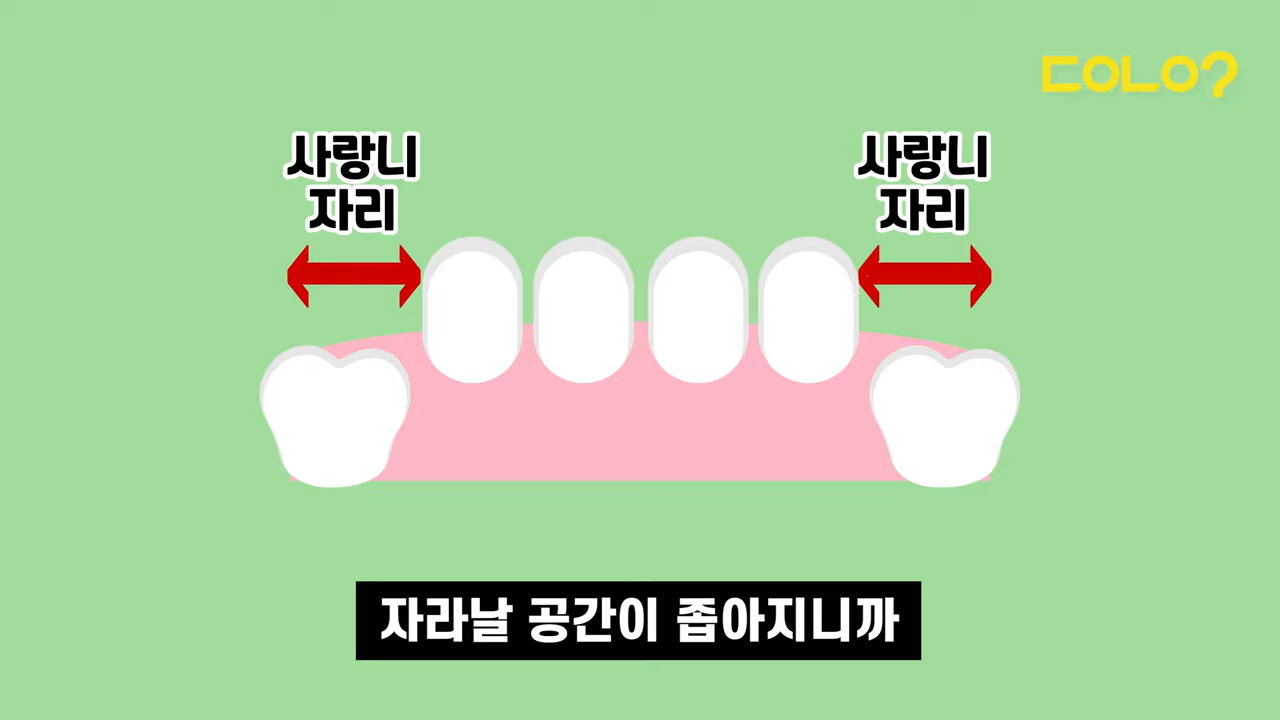 ㄷㅇㄴㅇ?
사랑니
자리
사랑니
자리
자라날 공간이 좁아지니까